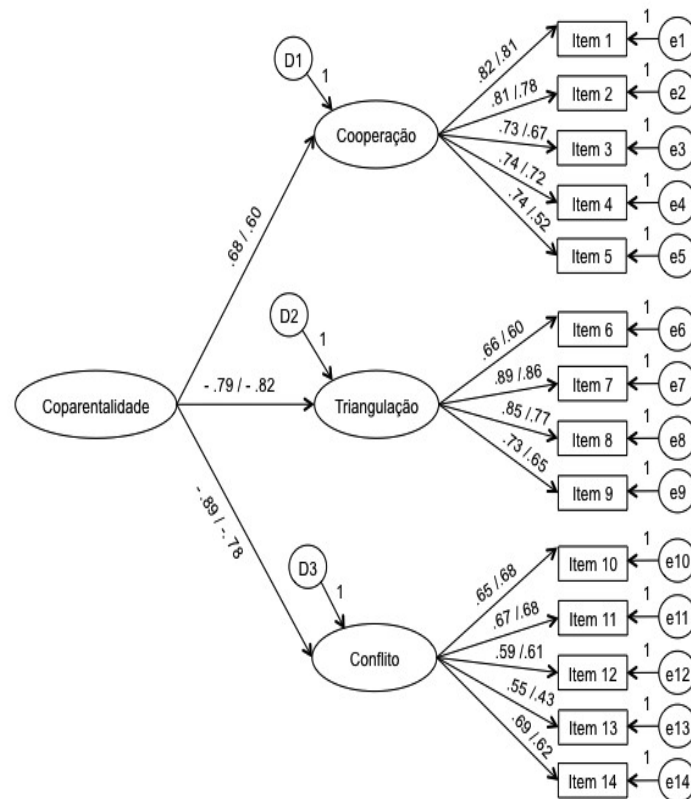 D1
1
Cooperação
.82 / .81
.81 / .78
.73 / .67
.74 / .72
.74 / .52
Item 1
1
e1
Item 2
1
e2
Item 3
1
e3
Item 4
1
e4
Item 5
1
e5
.68 / .60
D2
1
Coparentalidade
- .79 / - .82
Triangulação
.66 / .60
.89 / .86
.85 / .77
.73 / .65
Item 6
1
e6
Item 7
1
e7
Item 8
1
e8
Item 9
1
e9
- .89 / - .78
D3
1
Conflito
.65 / .68
.67 / .68
.59 / .61
.55 / .43
.69 / .62
Item 10
1
e10
Item 11
1
e11
Item 12
1
e12
Item 13
1
e13
Item 14
1
e14